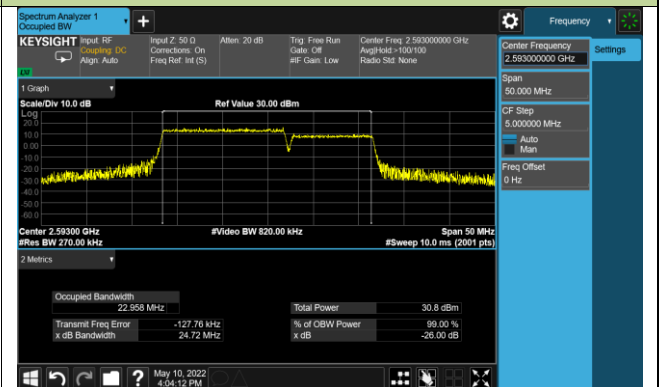 Spectrum Analyzer 1
Occupied BW
Frequency
KEYSIGHT
Input: RF
Coupling: DC
Align: Auto
Input Z: 50 Ω
Corrections: On
Freq Ref: Int (S)
Atten: 20 dB
Trig: Free Run
Gate: Off
#IF Gain: Low
Center Freq: 2.593000000 GHz
Avg|Hold:>100/100
Radio Std: None
Center Frequency
2.593000000 GHz
Settings
Span
50.000 MHz
CF Step
5.000000 MHz
Auto
Man
Freq Offset
0 Hz
1 Graph
Scale/Div 10.0 dB
Ref Value 30.00 dBm
Log
20.0
10.0
0.00
-10.0
-20.0
-30.0
-40.0
-50.0
-60.0
Center 2.59300 GHz
#Video BW 820.00 kHz
Span 50 MHz
#Res BW 270.00 kHz
#Sweep 10.0 ms (2001 pts)
2 Metrics
Occupied Bandwidth
22.958 MHz
Total Power 30.8 dBm
Transmit Freq Error -127.76 kHz
% of OBW Power 99.00 %
x dB Bandwidth 24.72 MHz
x dB -26.00 dB
?
May 10, 2022
4:04:12 PM